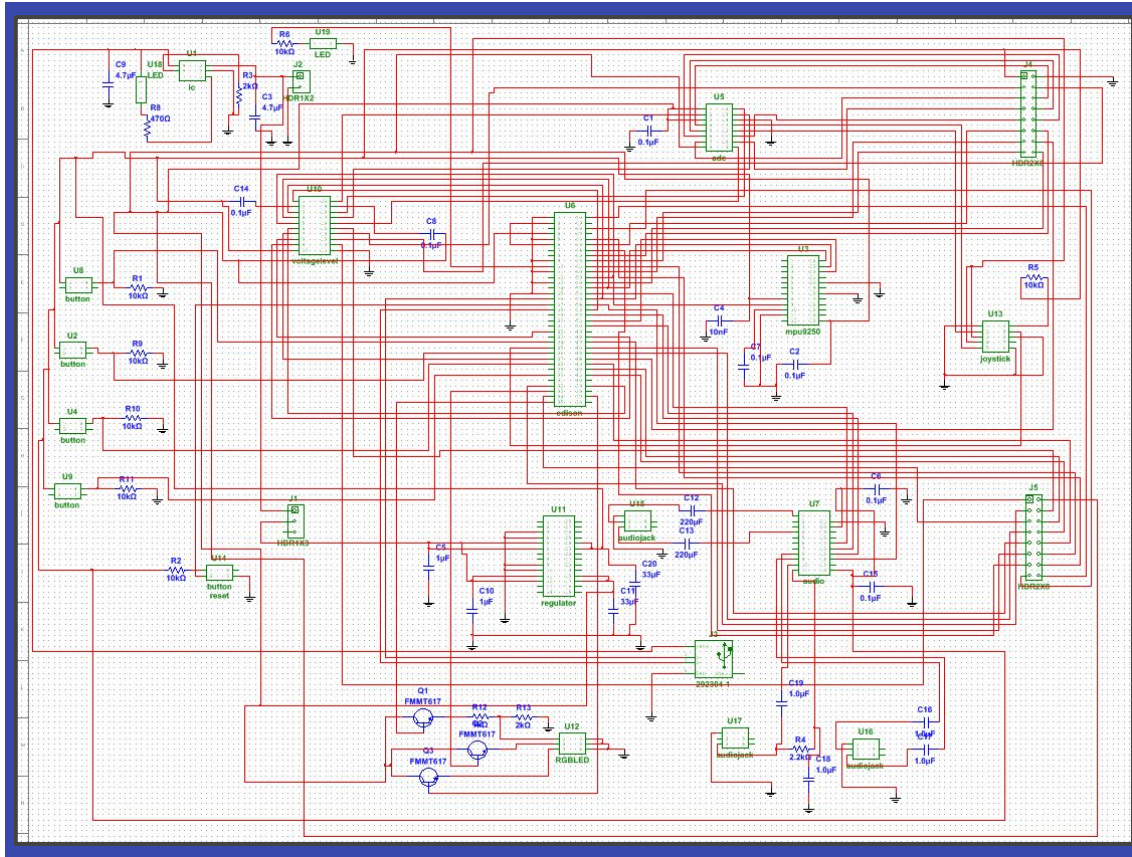 R6
10kΩ
U19
LED
C9
4.7µF
U18
LED
U1
ic
R3
2kΩ
C3
4.7µF
J2
HDR1X2
R8
470Ω
C1
0.1µF
U5
adc
J4
C14
0.1µF
U10
voltagelevel
C8
0.1µF
U6
edison
U3
mpu9250
C4
10nF
C7
0.1µF
C2
0.1µF
R5
10kΩ
U13
joystick
U8
button
R1
10kΩ
U2
button
R9
10kΩ
U4
button
R10
10kΩ
U9
button
R11
10kΩ
J1
HDR1X3
R2
10kΩ
U14
button
reset
C5
1µF
C10
1µF
U11
regulator
U15
audiojack
C12
220µF
C13
220µF
C20
33µF
C11
33µF
U7
audio
C6
0.1µF
C15
0.1µF
J5
J3
292304-1
Q1
FMMT617
R12
R13
2kΩ
FMMT617
Q3
FMMT617
U12
RGBLED
C19
1.0µF
U17
audiojack
R4
2.2kΩ
C18
1.0µF
U16
audiojack
C16
1.0µF
1.0µF